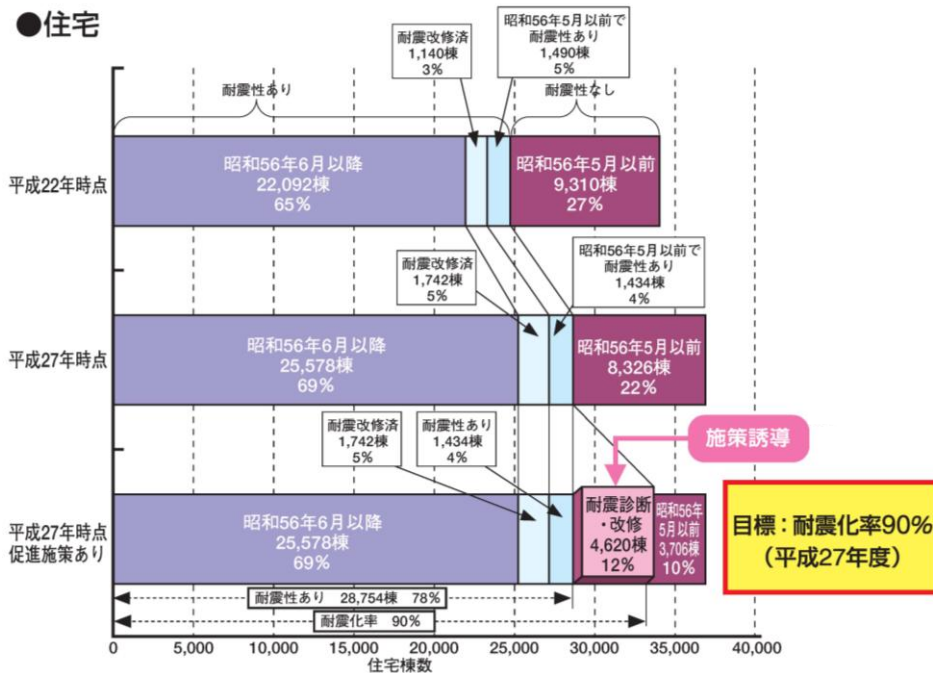 ●住宅
耐震改修済
1,140棟
3%
昭和56年5月以前で
耐震性あり
1,490棟
5%
耐震性あり
耐震性なし
平成22年時点
昭和56年6月以降
22,092棟
65%
昭和56年5月以前
9,310棟
27%
耐震改修済
1,742棟
5%
昭和56年5月以前で
耐震性あり
1,434棟
4%
平成27年時点
昭和56年6月以降
25,578棟
69%
昭和56年5月以前
8,326棟
22%
耐震改修済
1,742棟
5%
耐震性あり
1,434棟
4%
施策誘導
平成27年時点
促進施策あり
昭和56年6月以降
25,578棟
69%
耐震診断
・改修
4,620棟
12%
昭和56年
5月以前
3,706棟
10%
目標：耐震化率90%
（平成27年度）
耐震性あり 28,754棟 78%
耐震化率 90%
0 5,000 10,000 15,000 20,000 25,000 30,000 35,000 40,000
住宅棟数